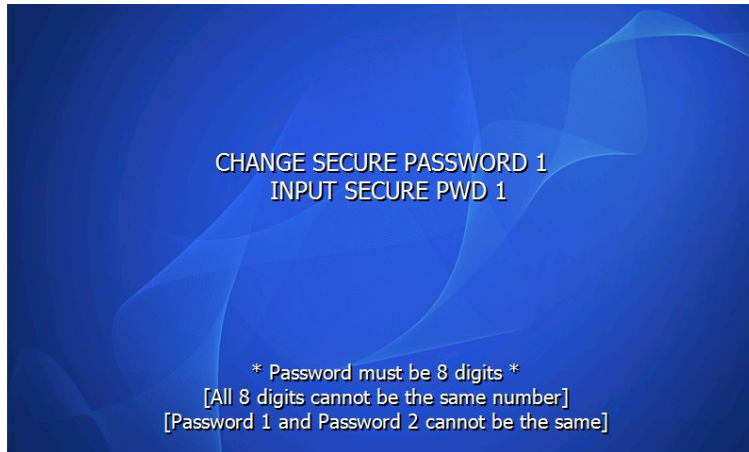 CHANGE SECURE PASSWORD 1
INPUT SECURE PWD 1
* Password must be 8 digits *
[All 8 digits cannot be the same number]
[Password 1 and Password 2 cannot be the same]